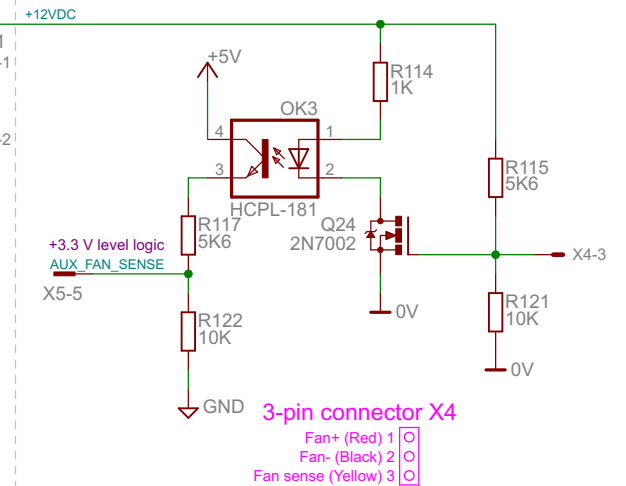 +12VDC
-1
-2
+5V
R114
1K
OK3
4
1
3
2
HCPL-181
R115
5K6
R117
5K6
Q24
2N7002
+3.3 V level logic
AUX_FAN_SENSE
X5-5
X4-3
R122
10K
R121
10K
0V
0V
GND
3-pin connector X4
Fan+ (Red) 1
Fan- (Black) 2
Fan sense (Yellow) 3